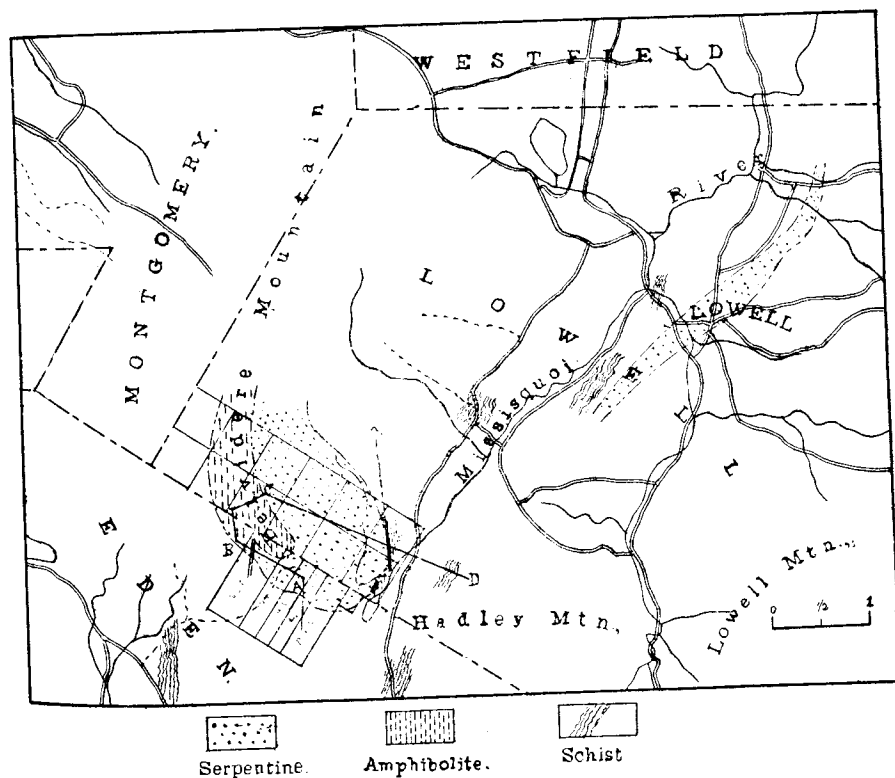 WESTFIELD
MONTGOMERY.
Mountain
River
LOWELL
LOWELL
Missisquoi
Belvidere
B
A
D
EDEN.
Hadley Mtn.,
Lowell Mtn.,
0 1/2 1
Serpentine.
Amphibolite.
Schist